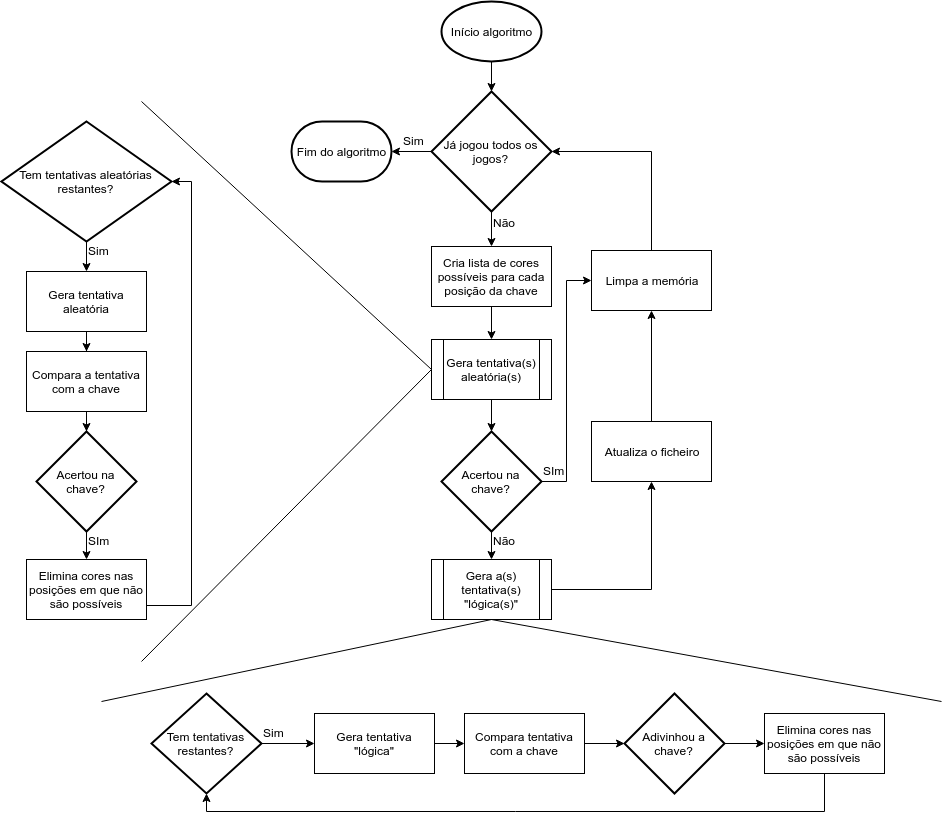 Início algoritmo
Já jogou todos os
jogos?
Sim
Fim do algoritmo
Não
Cria lista de cores
possíveis para cada
posição da chave
Limpa a memória
Gera tentativa(s)
aleatória(s)
Acertou na
chave?
SIm
Atualiza o ficheiro
Não
Gera a(s)
tentativa(s)
"lógica(s)"
Tem tentativas aleatórias
restantes?
Sim
Gera tentativa
aleatória
Compara a tentativa
com a chave
Acertou na
chave?
SIm
Elimina cores nas
posições em que não
são possíveis
Tem tentativas
restantes?
Sim
Gera tentativa
"lógica"
Compara tentativa
com a chave
Adivinhou a
chave?
Elimina cores nas
posições em que não
são possíveis